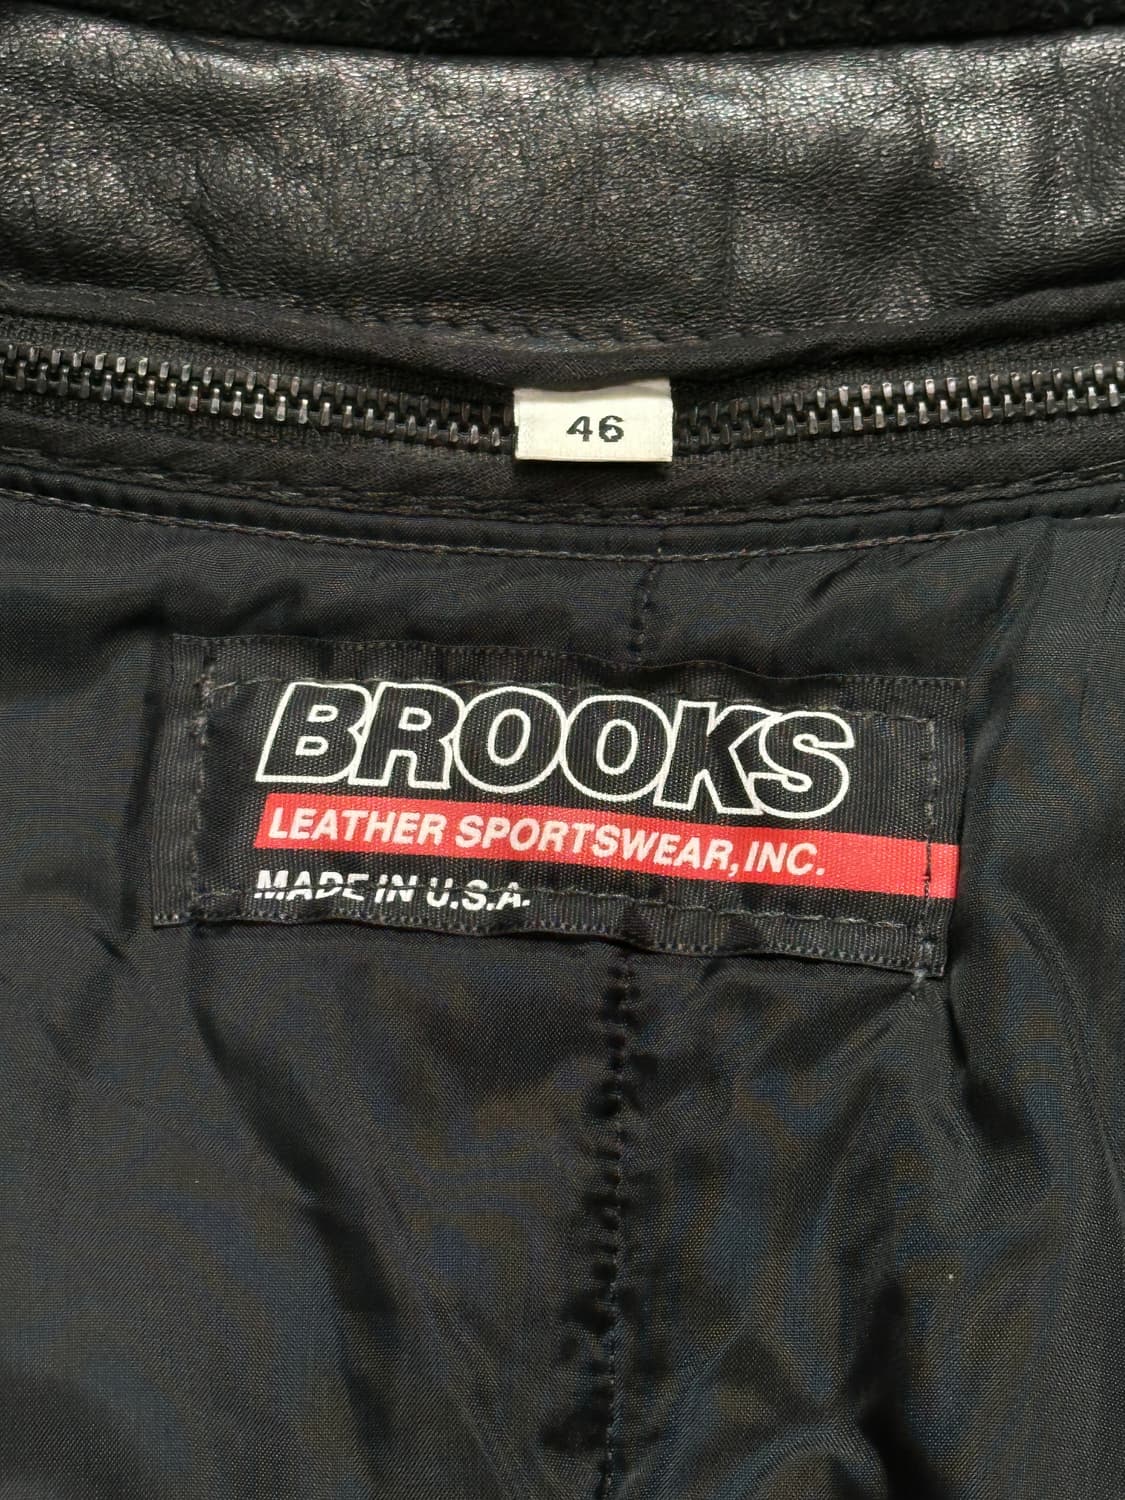 46
BROOKS
LEATHER SPORTSWEAR, INC.
MADE IN U.S.A.